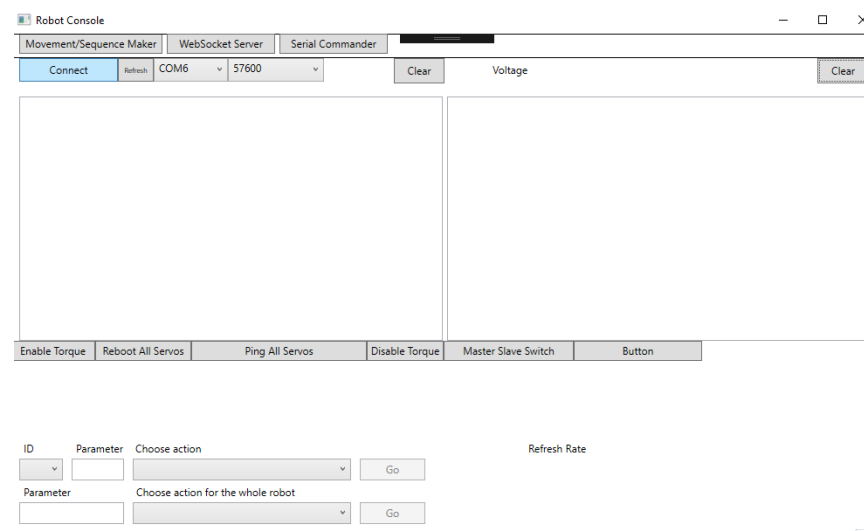 Robot Console
Movement/Sequence Maker WebSocket Server Serial Commander
Connect Refresh COM6 57600 Clear Voltage Clear
Enable Torque Reboot All Servos Ping All Servos Disable Torque Master Slave Switch Button
ID Parameter Choose action Refresh Rate
Go
Parameter Choose action for the whole robot
Go